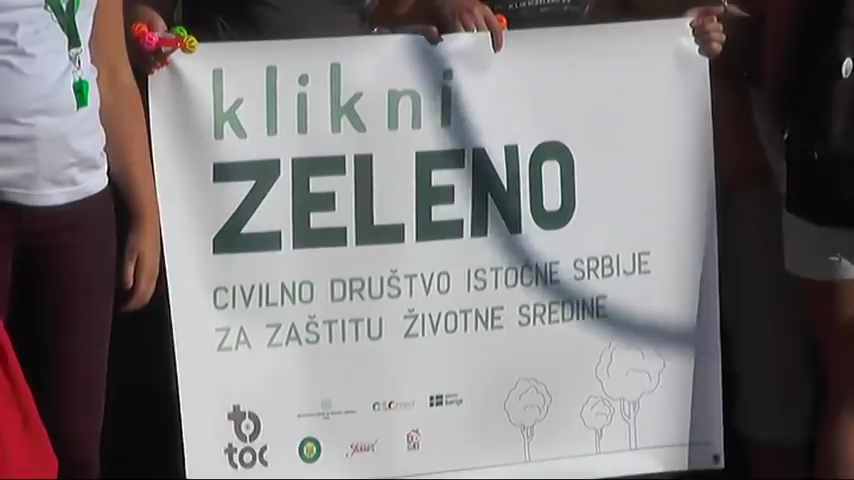 klikni
ZELENO
CIVILNO DRUŠTVO ISTOČNE SRBIJE
ZA ZAŠTITU ŽIVOTNE SREDINE
toc